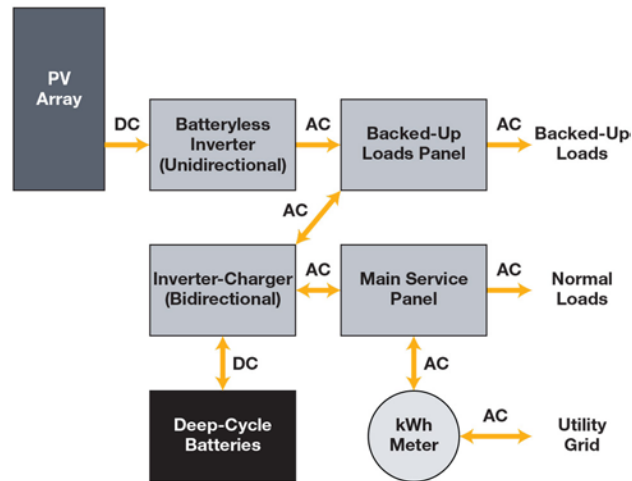 PV
Array
DC
Batteryless
Inverter
(Unidirectional)
AC
Backed-Up
Loads Panel
AC
Backed-Up
Loads
AC
Inverter-Charger
(Bidirectional)
AC
Main Service
Panel
AC
Normal
Loads
DC
AC
Deep-Cycle
Batteries
kWh
Meter
AC
Utility
Grid